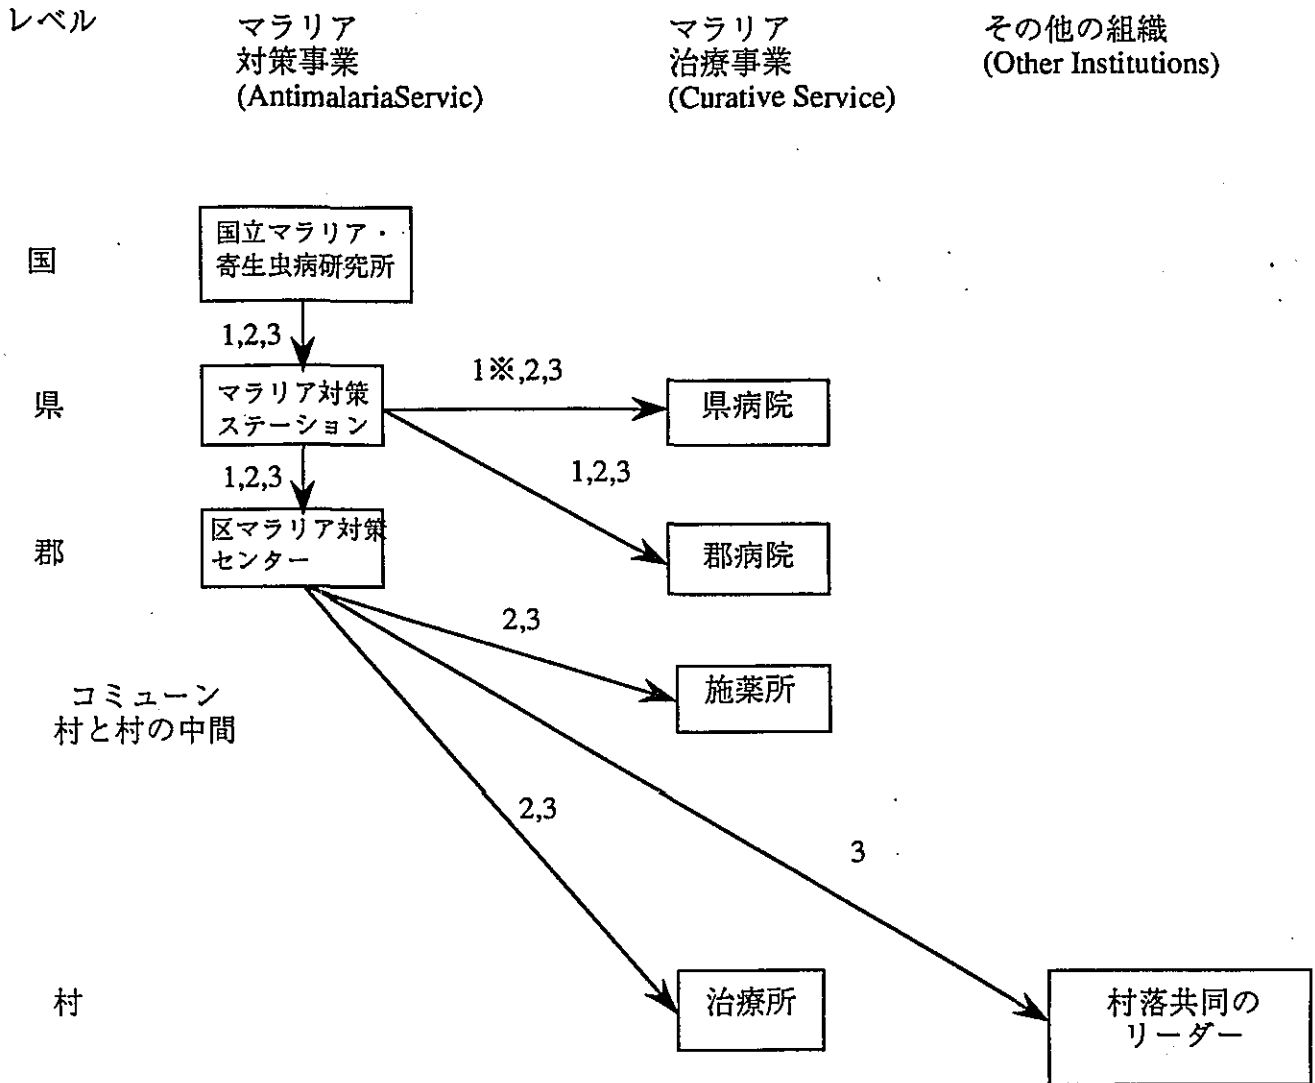 レベル
マラリア
対策事業
(AntimalariaServic)
マラリア
治療事業
(Curative Service)
その他の組織
(Other Institutions)
国
国立マラリア・
寄生虫病研究所
1,2,3
県
マラリア対策
ステーション
1※,2,3
県病院
1,2,3
1,2,3
郡
区マラリア対策
センター
郡病院
2,3
コミューン
村と村の中間
施薬所
2,3
3
村
治療所
村落共同の
リーダー